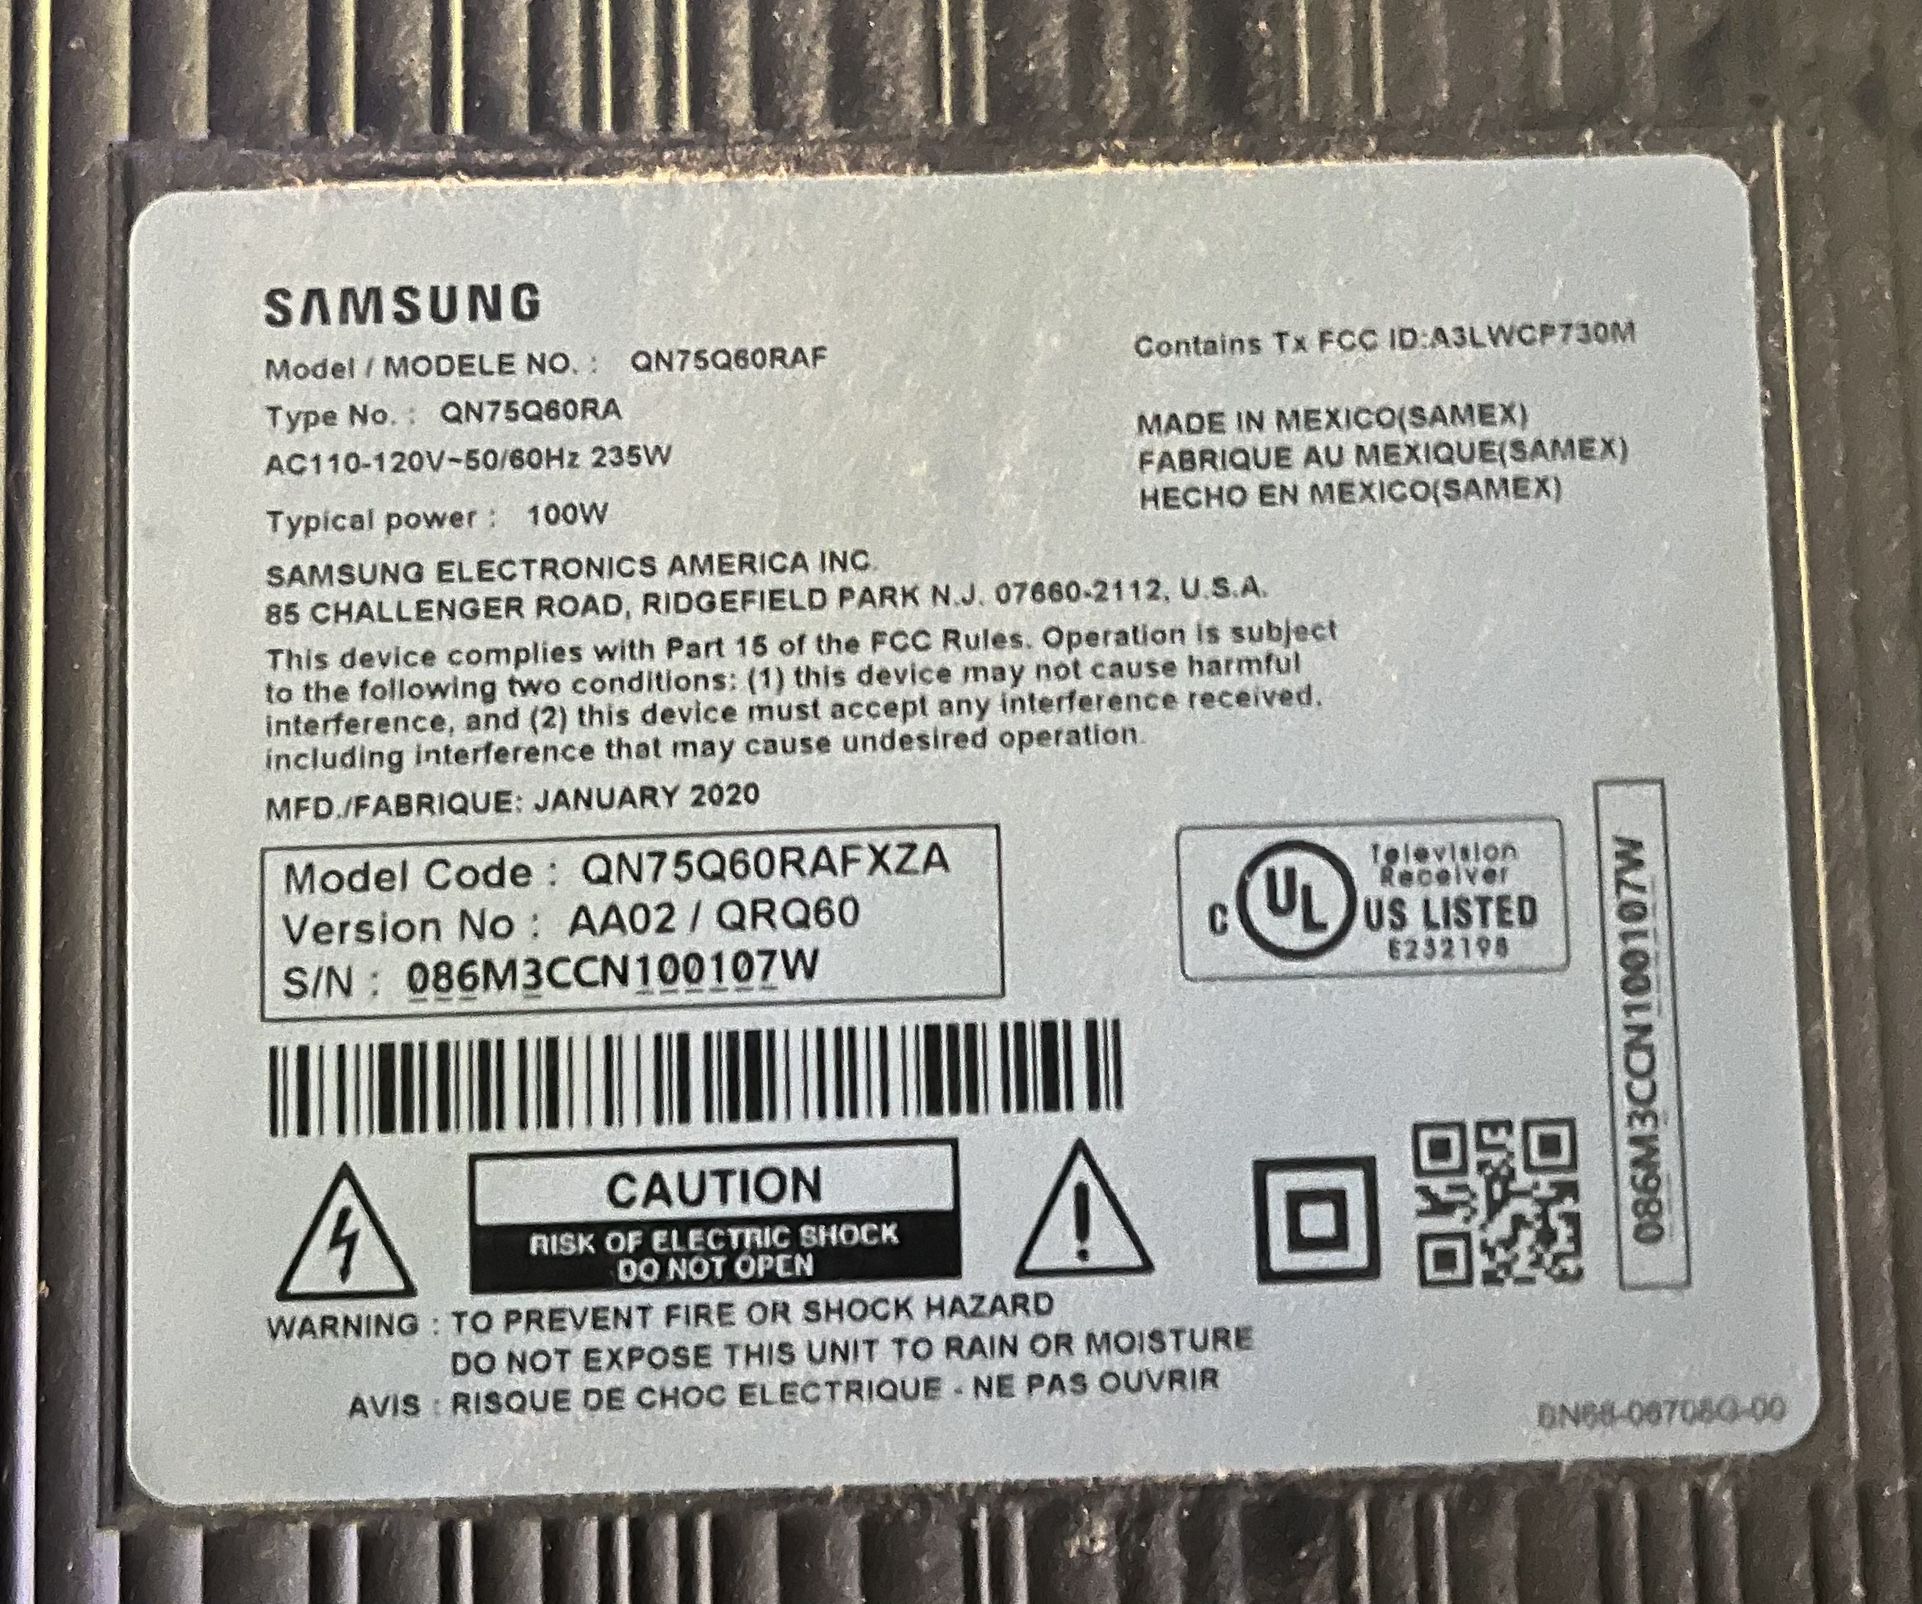 SAMSUNG
Model / MODELE NO. : QN75Q60RAF
Type No. : QN75Q60RA
AC110-120V~50/60Hz 235W
Typical power : 100W
Contains Tx FCC ID:A3LWCP730M
MADE IN MEXICO(SAMEX)
FABRIQUE AU MEXIQUE(SAMEX)
HECHO EN MEXICO(SAMEX)
SAMSUNG ELECTRONICS AMERICA INC.
85 CHALLENGER ROAD, RIDGEFIELD PARK N.J. 07660-2112, U.S.A.
This device complies with Part 15 of the FCC Rules. Operation is subject
to the following two conditions: (1) this device may not cause harmful
interference, and (2) this device must accept any interference received,
including interference that may cause undesired operation.
MFD./FABRIQUE: JANUARY 2020
Model Code : QN75Q60RAFXZA
Version No : AA02 / QRQ60
S/N : 086M3CCN100107W
C UL US LISTED
Television
Receiver
E232198
086M3CCN100107W
CAUTION
RISK OF ELECTRIC SHOCK
DO NOT OPEN
WARNING : TO PREVENT FIRE OR SHOCK HAZARD
DO NOT EXPOSE THIS UNIT TO RAIN OR MOISTURE
AVIS : RISQUE DE CHOC ELECTRIQUE - NE PAS OUVRIR